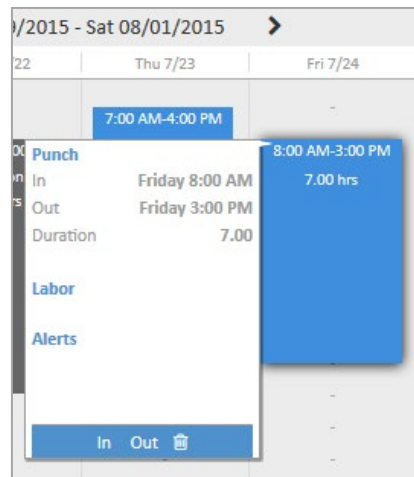 /2015 - Sat 08/01/2015
22 Thu 7/23 Fri 7/24
-
7:00 AM-4:00 PM
8:00 AM-3:00 PM
7.00 hrs
Punch
In Friday 8:00 AM
Out Friday 3:00 PM
Duration 7.00
Labor
Alerts
In Out
-
-
-
-